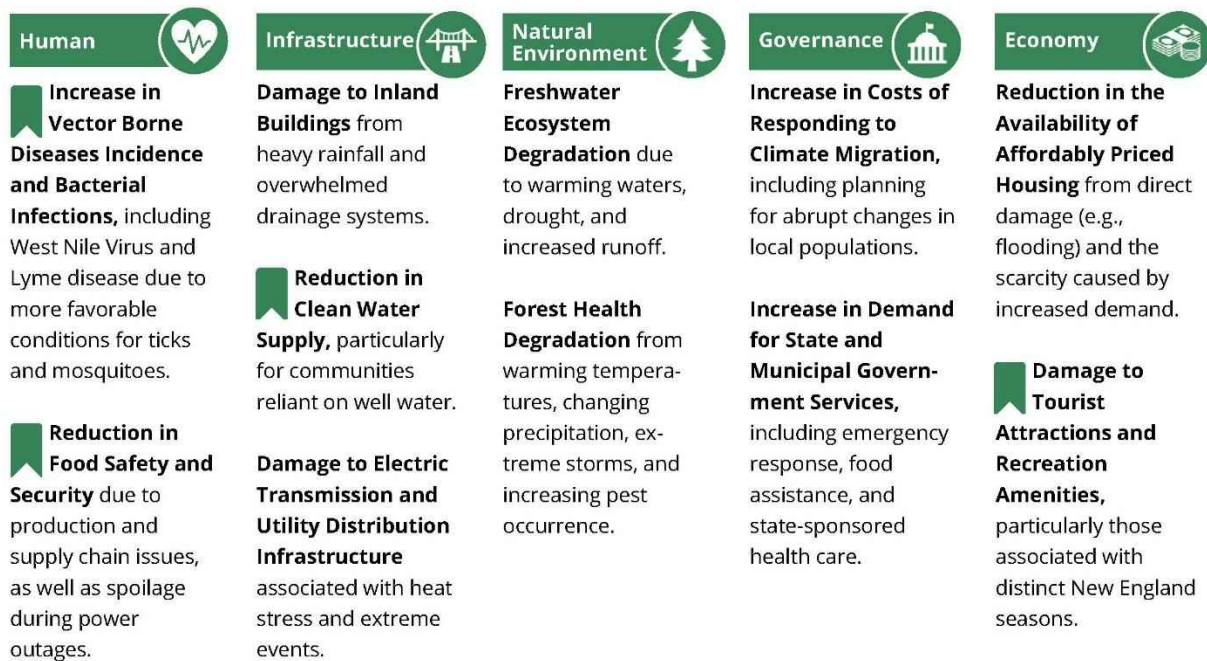 Human
Increase in
Vector Borne
Diseases Incidence
and Bacterial
Infections, including
West Nile Virus and
Lyme disease due to
more favorable
conditions for ticks
and mosquitoes.
Reduction in
Food Safety and
Security due to
production and
supply chain issues,
as well as spoilage
during power
outages.
Infrastructure
Damage to Inland
Buildings from
heavy rainfall and
overwhelmed
drainage systems.
Reduction in
Clean Water
Supply, particularly
for communities
reliant on well water.
Damage to Electric
Transmission and
Utility Distribution
Infrastructure
associated with heat
stress and extreme
events.
Natural
Environment
Freshwater
Ecosystem
Degradation due
to warming waters,
drought, and
increased runoff.
Forest Health
Degradation from
warming tempera-
tures, changing
precipitation, ex-
treme storms, and
increasing pest
occurrence.
Governance
Increase in Costs of
Responding to
Climate Migration,
including planning
for abrupt changes in
local populations.
Increase in Demand
for State and
Municipal Govern-
ment Services,
including emergency
response, food
assistance, and
state-sponsored
health care.
Economy
Reduction in the
Availability of
Affordably Priced
Housing from direct
damage (e.g.,
flooding) and the
scarcity caused by
increased demand.
Damage to
Tourist
Attractions and
Recreation
Amenities,
particularly those
associated with
distinct New England
seasons.